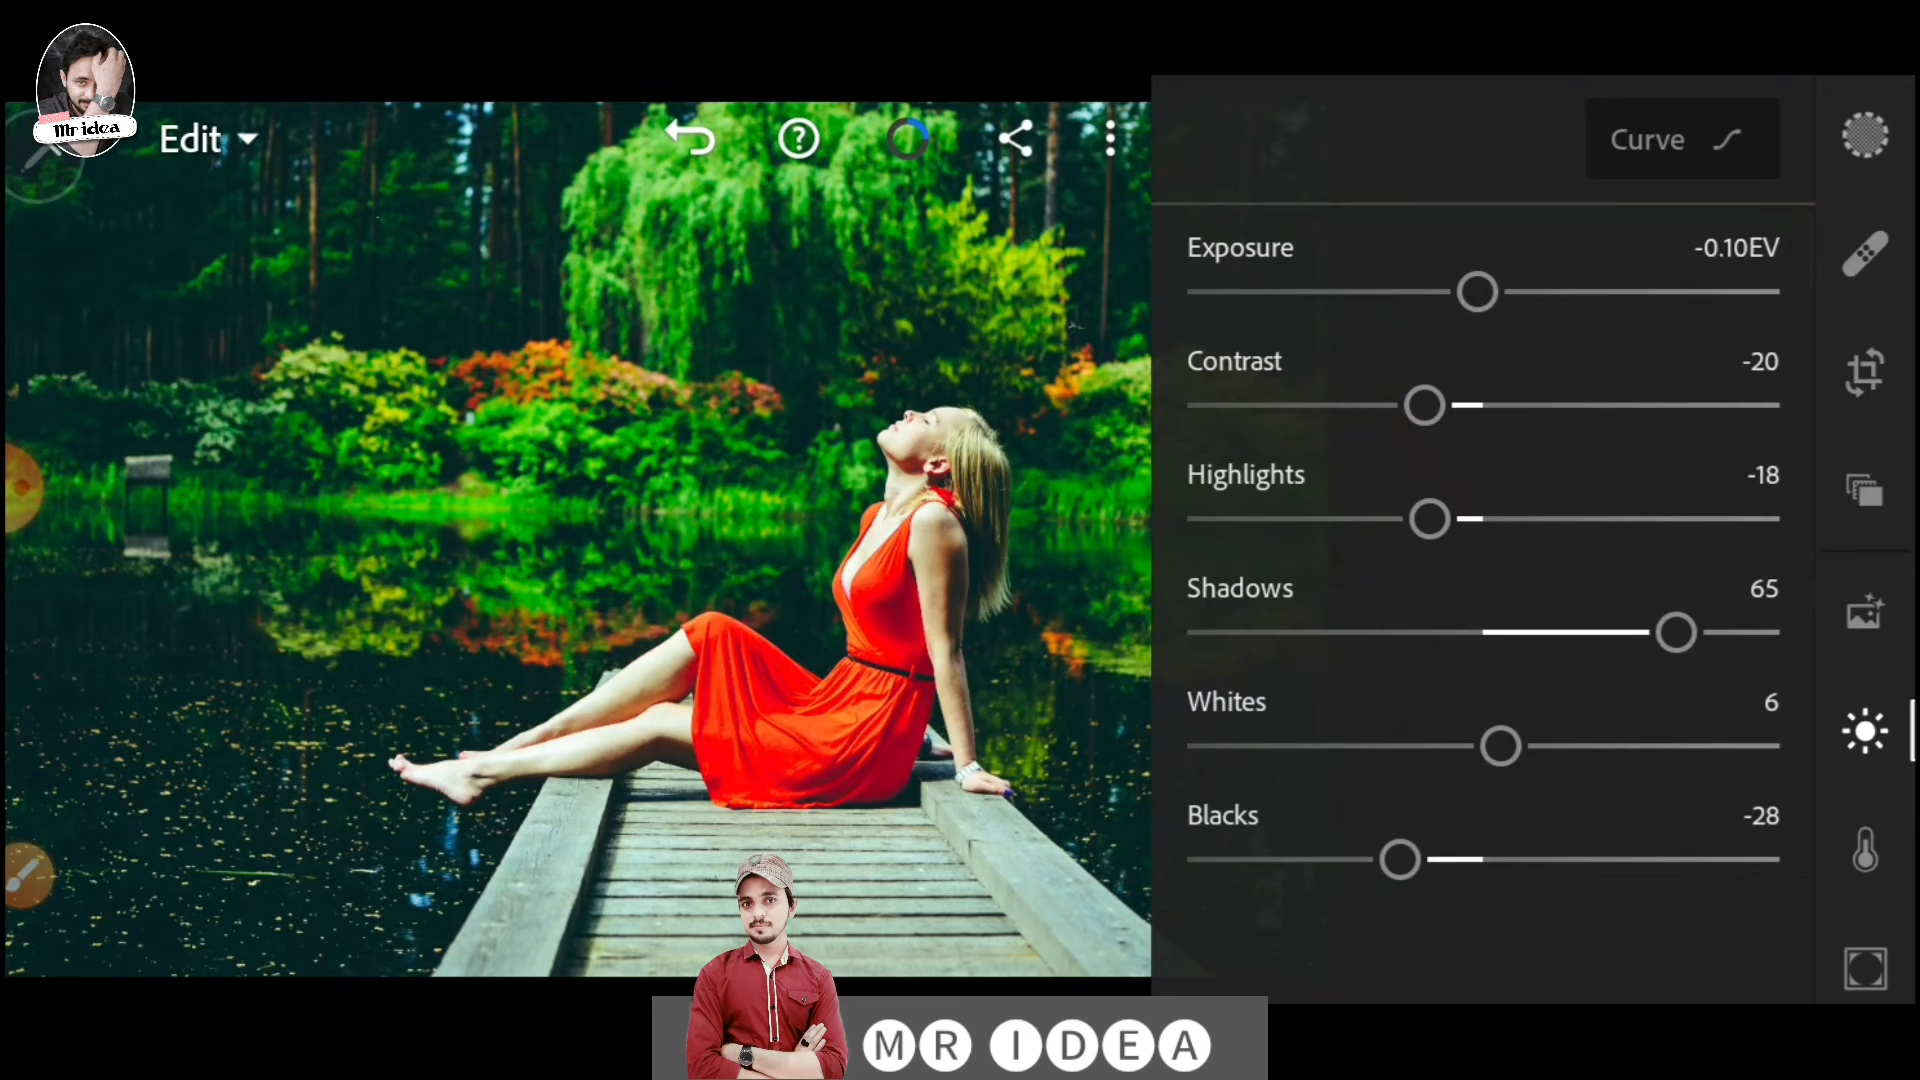 Mr idea
Edit
Curve
Exposure -0.10EV
Contrast -20
Highlights -18
Shadows 65
Whites 6
Blacks -28
MR IDEA